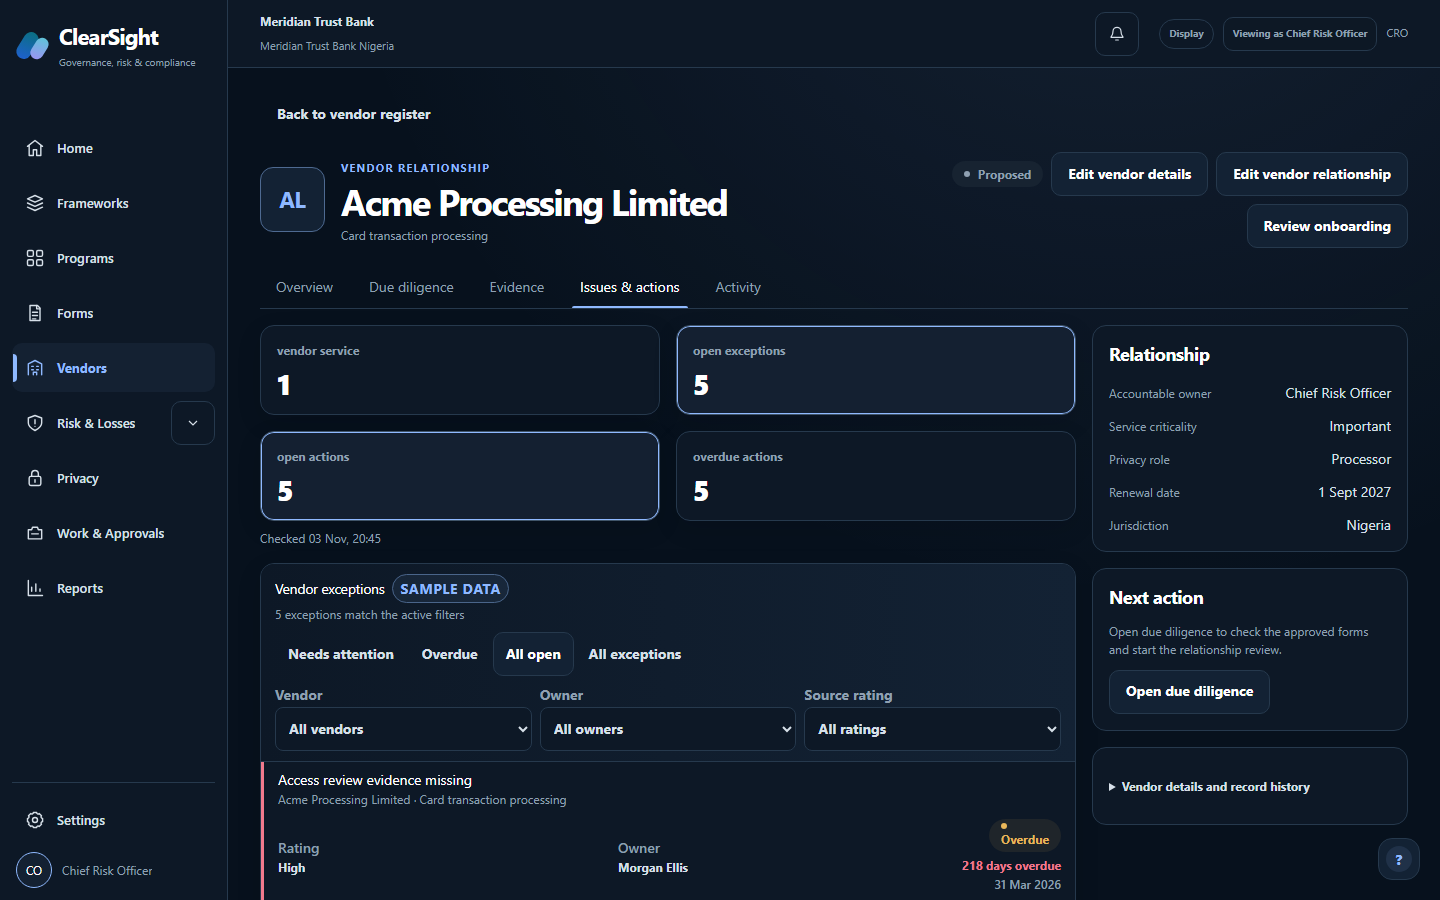 ClearSight
Governance, risk & compliance
Home
Frameworks
Programs
Forms
Vendors
Risk & Losses
Privacy
Work & Approvals
Reports
Settings
CO
Chief Risk Officer
Meridian Trust Bank
Meridian Trust Bank Nigeria
Display
Viewing as Chief Risk Officer
CRO
Back to vendor register
AL
VENDOR RELATIONSHIP
Acme Processing Limited
Card transaction processing
Proposed
Edit vendor details
Edit vendor relationship
Review onboarding
Overview
Due diligence
Evidence
Issues & actions
Activity
vendor service
1
open exceptions
5
open actions
5
overdue actions
5
Checked 03 Nov, 20:45
Vendor exceptions
SAMPLE DATA
5 exceptions match the active filters
Needs attention
Overdue
All open
All exceptions
Vendor
All vendors
Owner
All owners
Source rating
All ratings
Access review evidence missing
Acme Processing Limited · Card transaction processing
Rating
High
Owner
Morgan Ellis
Overdue
218 days overdue
31 Mar 2026
Relationship
Accountable owner
Chief Risk Officer
Service criticality
Important
Privacy role
Processor
Renewal date
1 Sept 2027
Jurisdiction
Nigeria
Next action
Open due diligence to check the approved forms
and start the relationship review.
Open due diligence
Vendor details and record history
?